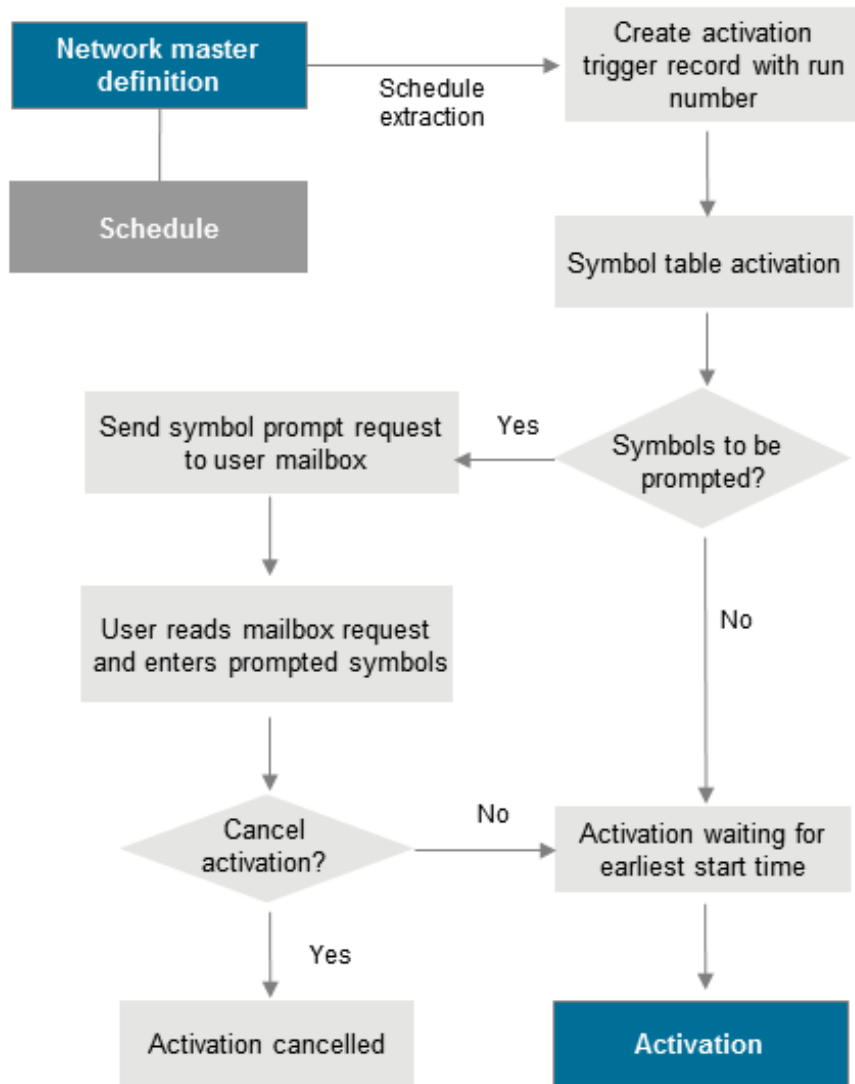 Network master
definition
Schedule
extraction
Create activation
trigger record with run
number
Schedule
Symbol table activation
Symbols to be
prompted?
Yes
Send symbol prompt request
to user mailbox
No
User reads mailbox request
and enters prompted symbols
Cancel
activation?
No
Activation waiting for
earliest start time
Yes
Activation cancelled
Activation